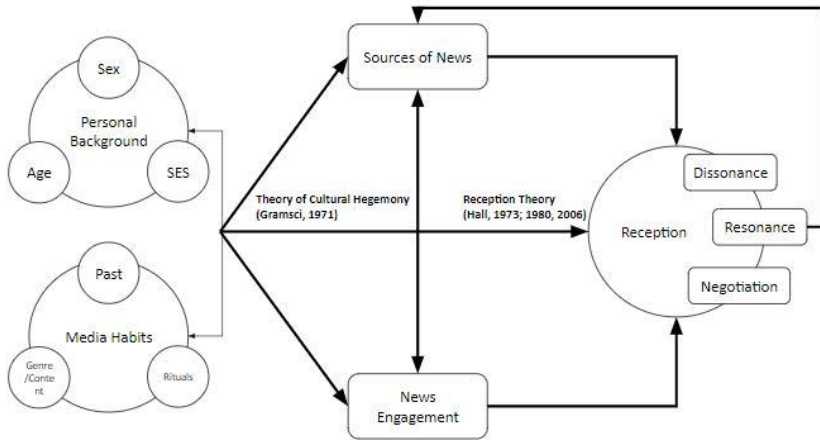 Sources of News
Sex
Personal
Background
Age
SES
Dissonance
Theory of Cultural Hegemony
(Gramsci, 1971)
Reception Theory
(Hall, 1973; 1980, 2006)
Reception
Resonance
Negotiation
Past
Media Habits
Genre
/Conte
nt
Rituals
News
Engagement